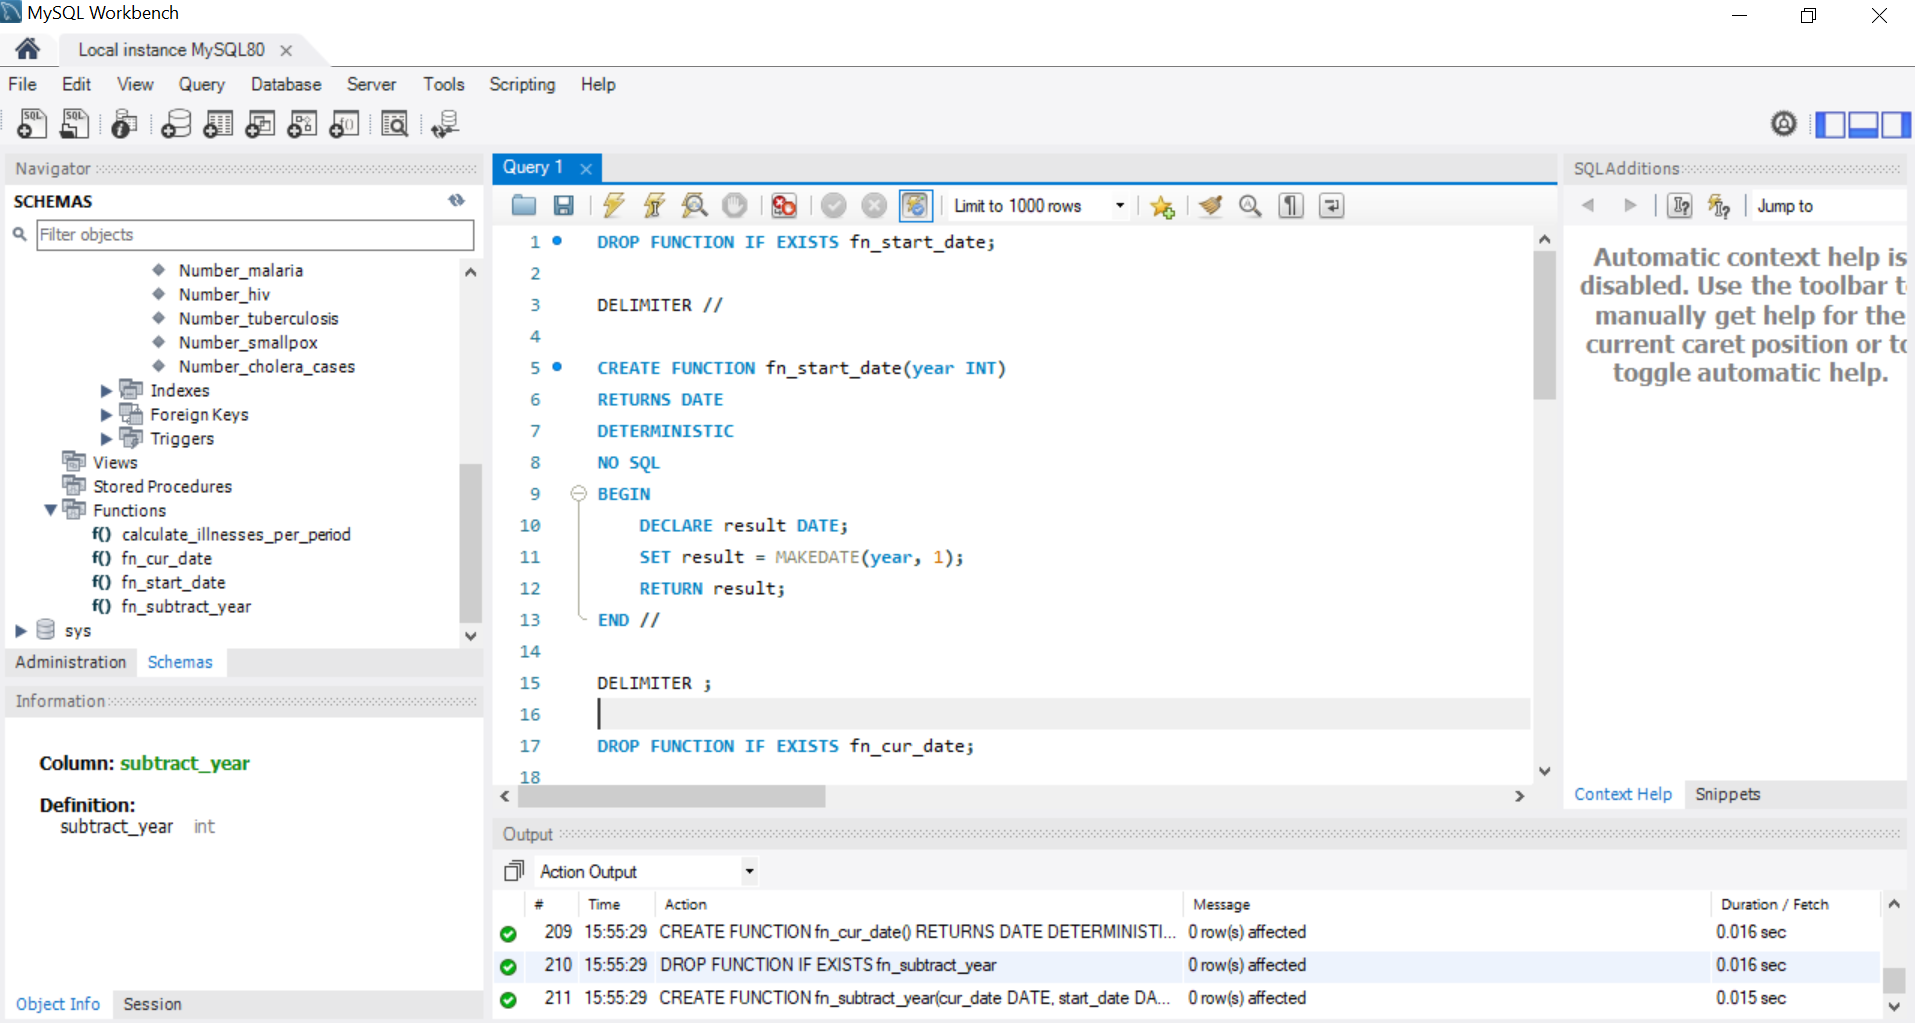 MySQL Workbench
Local instance MySQL80
File Edit View Query Database Server Tools Scripting Help
Navigator
SCHEMAS
Filter objects
Number_malaria
Number_hiv
Number_tuberculosis
Number_smallpox
Number_cholera_cases
Indexes
Foreign Keys
Triggers
Views
Stored Procedures
Functions
f() calculate_illnesses_per_period
f() fn_cur_date
f() fn_start_date
f() fn_subtract_year
sys
Administration Schemas
Information
Column: subtract_year
Definition:
subtract_year int
Object Info Session
Query 1
Limit to 1000 rows
1 DROP FUNCTION IF EXISTS fn_start_date;
2
3 DELIMITER //
4
5 CREATE FUNCTION fn_start_date(year INT)
6 RETURNS DATE
7 DETERMINISTIC
8 NO SQL
9 BEGIN
10 DECLARE result DATE;
11 SET result = MAKEDATE(year, 1);
12 RETURN result;
13 END //
14
15 DELIMITER ;
16
17 DROP FUNCTION IF EXISTS fn_cur_date;
18
SQLAdditions
Jump to
Automatic context help is
disabled. Use the toolbar t
manually get help for the
current caret position or to
toggle automatic help.
Context Help Snippets
Output
Action Output
# Time Action Message Duration / Fetch
209 15:55:29 CREATE FUNCTION fn_cur_date() RETURNS DATE DETERMINISTI... 0 row(s) affected 0.016 sec
210 15:55:29 DROP FUNCTION IF EXISTS fn_subtract_year 0 row(s) affected 0.016 sec
211 15:55:29 CREATE FUNCTION fn_subtract_year(cur_date DATE, start_date DA... 0 row(s) affected 0.015 sec